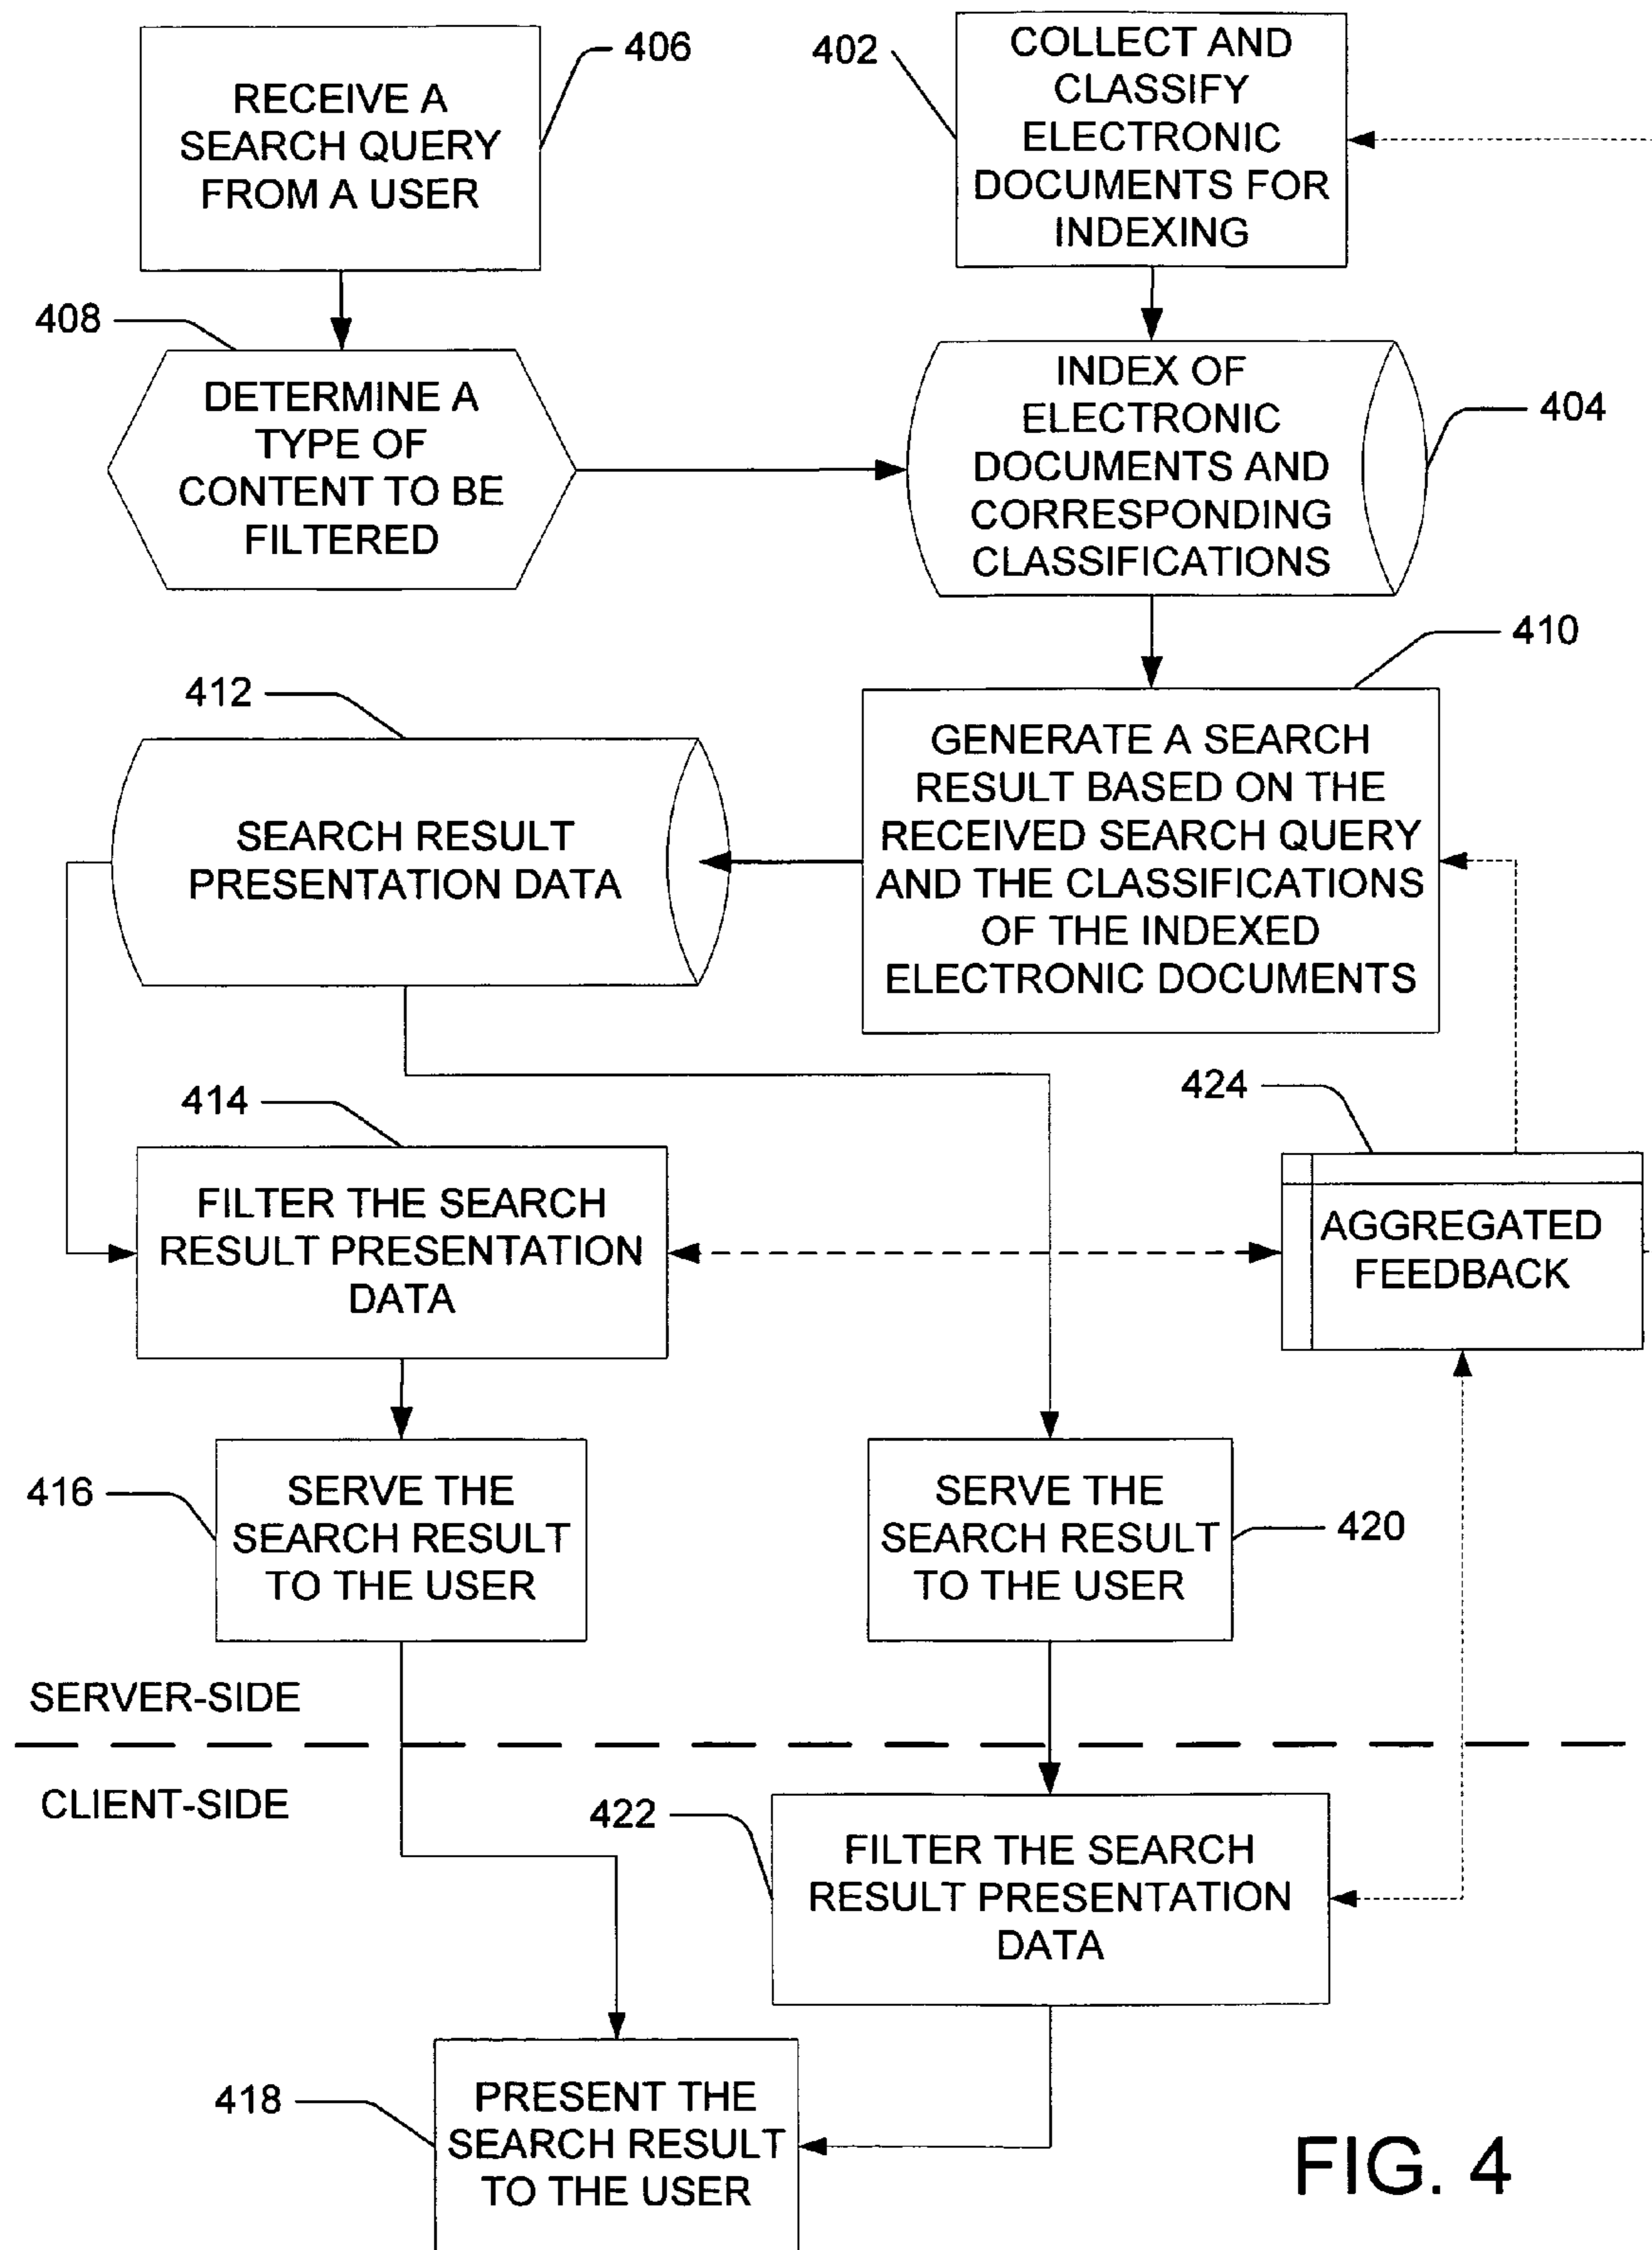 406
RECEIVE A
SEARCH QUERY
FROM A USER
402
COLLECT AND
CLASSIFY
ELECTRONIC
DOCUMENTS FOR
INDEXING
408
DETERMINE A
TYPE OF
CONTENT TO BE
FILTERED
INDEX OF
ELECTRONIC
DOCUMENTS AND
CORRESPONDING
CLASSIFICATIONS
404
410
GENERATE A SEARCH
RESULT BASED ON THE
RECEIVED SEARCH QUERY
AND THE CLASSIFICATIONS
OF THE INDEXED
ELECTRONIC DOCUMENTS
412
SEARCH RESULT
PRESENTATION DATA
414
FILTER THE SEARCH
RESULT PRESENTATION
DATA
424
AGGREGATED
FEEDBACK
416
SERVE THE
SEARCH RESULT
TO THE USER
SERVE THE
SEARCH RESULT
TO THE USER
420
SERVER-SIDE
CLIENT-SIDE
422
FILTER THE SEARCH
RESULT PRESENTATION
DATA
418
PRESENT THE
SEARCH RESULT
TO THE USER
FIG. 4